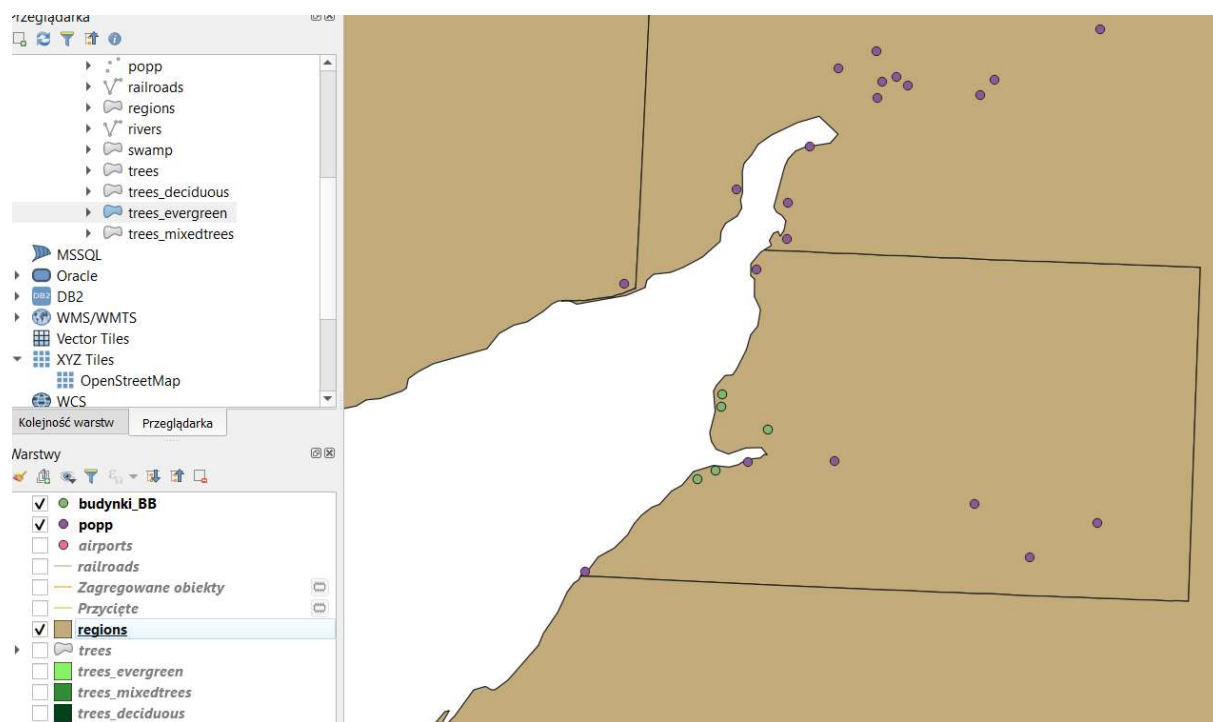 Przeglądarka
popp
railroads
regions
rivers
swamp
trees
trees_deciduous
trees_evergreen
trees_mixedtrees
MSSQL
Oracle
DB2 DB2
WMS/WMTS
Vector Tiles
XYZ Tiles
OpenStreetMap
WCS
Kolejność warstw Przeglądarka
Warstwy
budynki_BB
popp
airports
railroads
Zagregowane obiekty
Przycięte
regions
trees
trees_evergreen
trees_mixedtrees
trees_deciduous